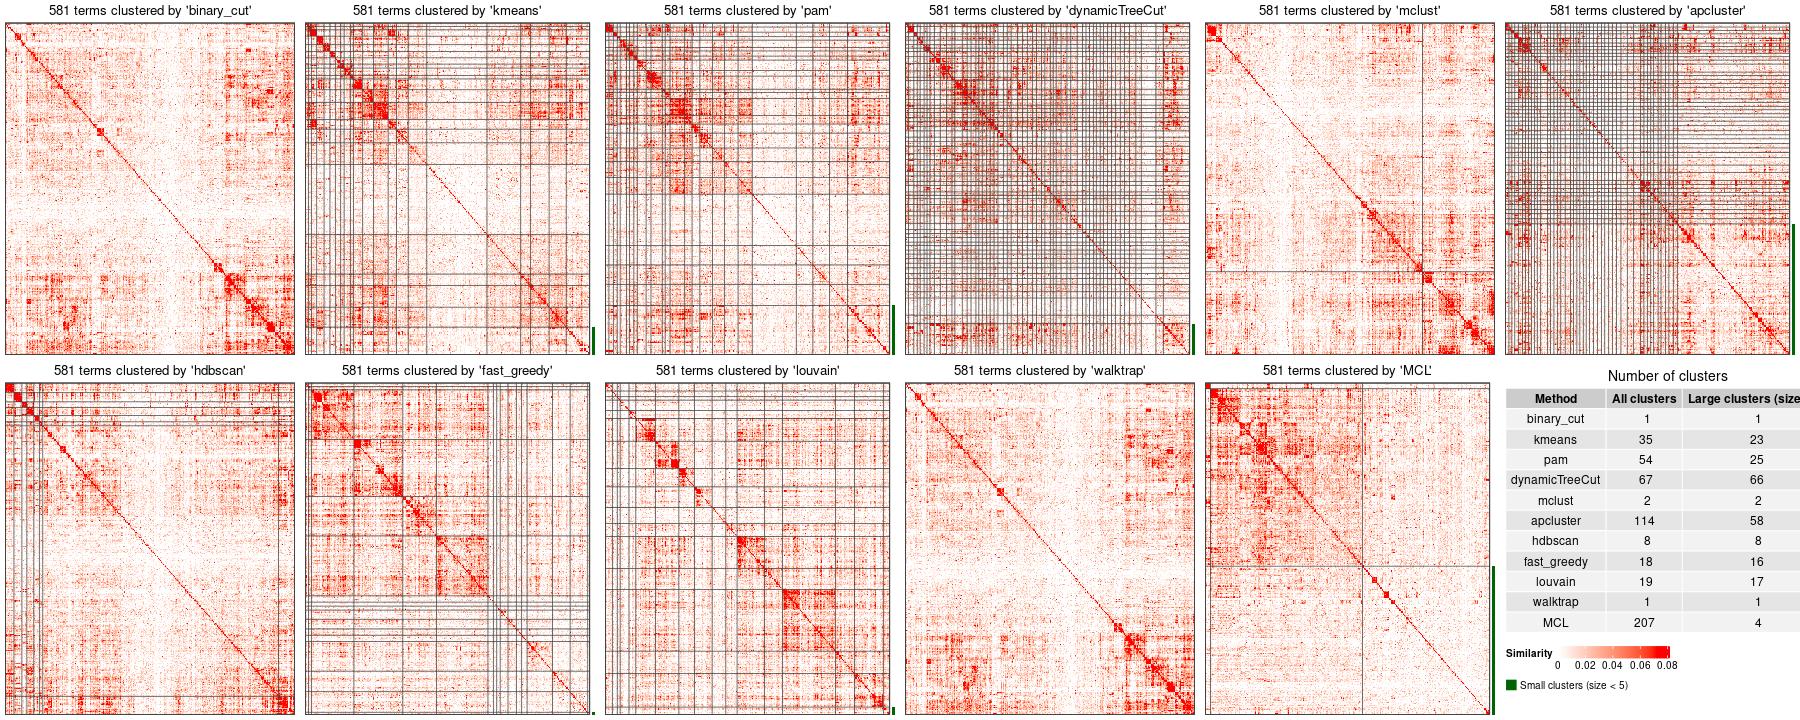 581 terms clustered by 'binary_cut'
581 terms clustered by 'kmeans'
581 terms clustered by 'pam'
581 terms clustered by 'dynamicTreeCut'
581 terms clustered by 'mclust'
581 terms clustered by 'apcluster'
581 terms clustered by 'hdbscan'
581 terms clustered by 'fast_greedy'
581 terms clustered by 'louvain'
581 terms clustered by 'walktrap'
581 terms clustered by 'MCL'
Number of clusters
Method All clusters Large clusters (size
binary_cut 1 1
kmeans 35 23
pam 54 25
dynamicTreeCut 67 66
mclust 2 2
apcluster 114 58
hdbscan 8 8
fast_greedy 18 16
louvain 19 17
walktrap 1 1
MCL 207 4
Similarity
0 0.02 0.04 0.06 0.08
Small clusters (size < 5)